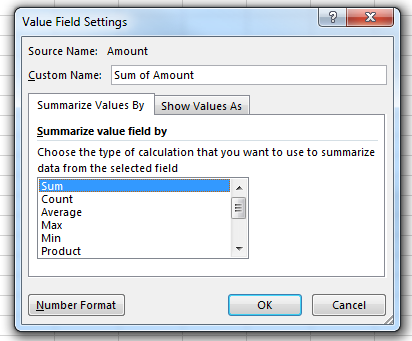 Value Field Settings
?
Source Name: Amount
Custom Name: Sum of Amount
Summarize Values By Show Values As
Summarize value field by
Choose the type of calculation that you want to use to summarize
data from the selected field
Sum
Count
Average
Max
Min
Product
Number Format OK Cancel